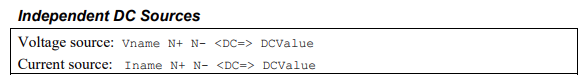 Independent DC Sources
Voltage source: Vname N+ N- <DC=> DCValue
Current source: Iname N+ N- <DC=> DCValue